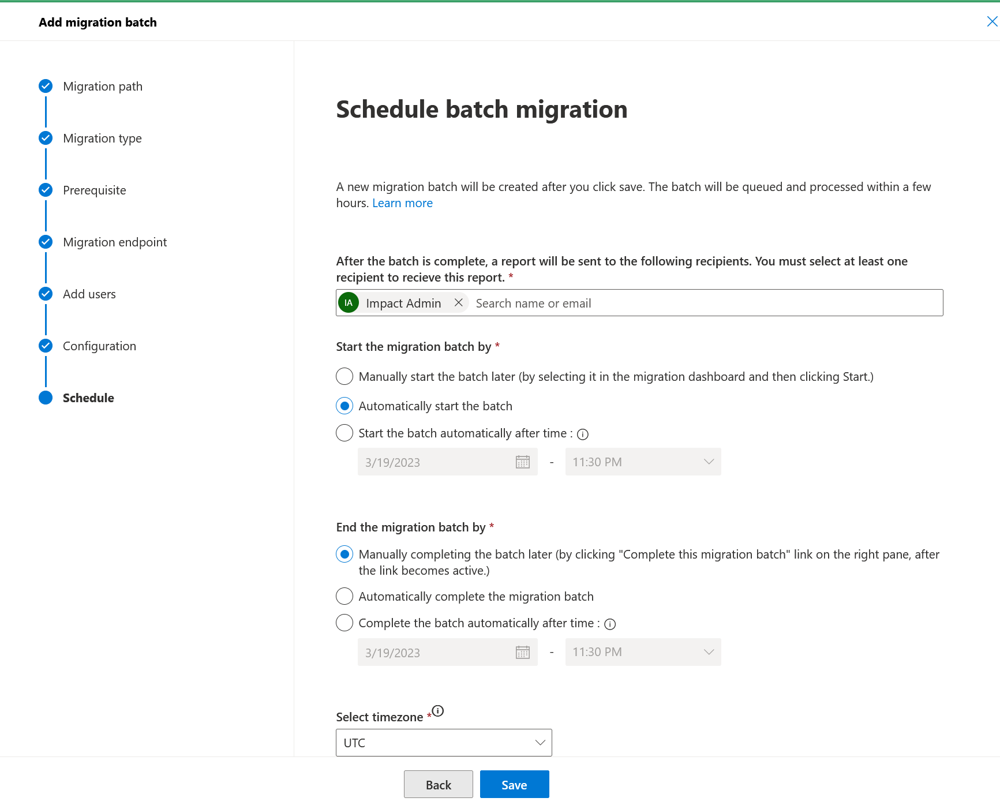 Add migration batch
Migration path
Migration type
Prerequisite
Migration endpoint
Add users
Configuration
Schedule
Schedule batch migration
A new migration batch will be created after you click save. The batch will be queued and processed within a few
hours. Learn more
After the batch is complete, a report will be sent to the following recipients. You must select at least one
recipient to recieve this report. *
IA Impact Admin Search name or email
Start the migration batch by *
Manually start the batch later (by selecting it in the migration dashboard and then clicking Start.)
Automatically start the batch
Start the batch automatically after time :
3/19/2023 - 11:30 PM
End the migration batch by *
Manually completing the batch later (by clicking "Complete this migration batch" link on the right pane, after
the link becomes active.)
Automatically complete the migration batch
Complete the batch automatically after time :
3/19/2023 - 11:30 PM
Select timezone *
UTC
Back Save